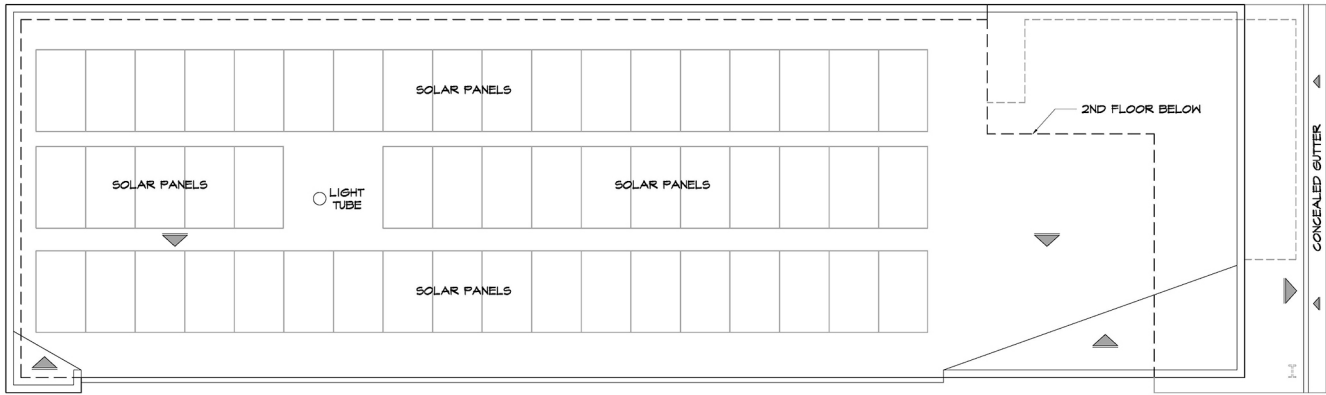 SOLAR PANELS
2ND FLOOR BELOW
SOLAR PANELS
LIGHT
TUBE
SOLAR PANELS
CONCEALED GUTTER
SOLAR PANELS